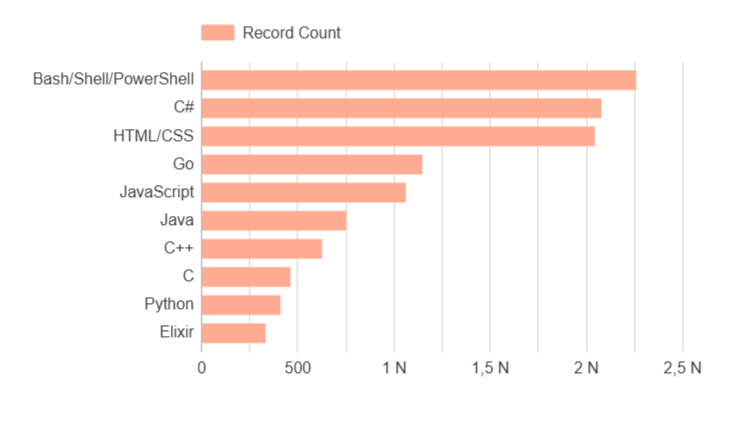 Record Count
Bash/Shell/PowerShell
C#
HTML/CSS
Go
JavaScript
Java
C++
C
Python
Elixir
0 500 1 N 1,5 N 2 N 2,5 N